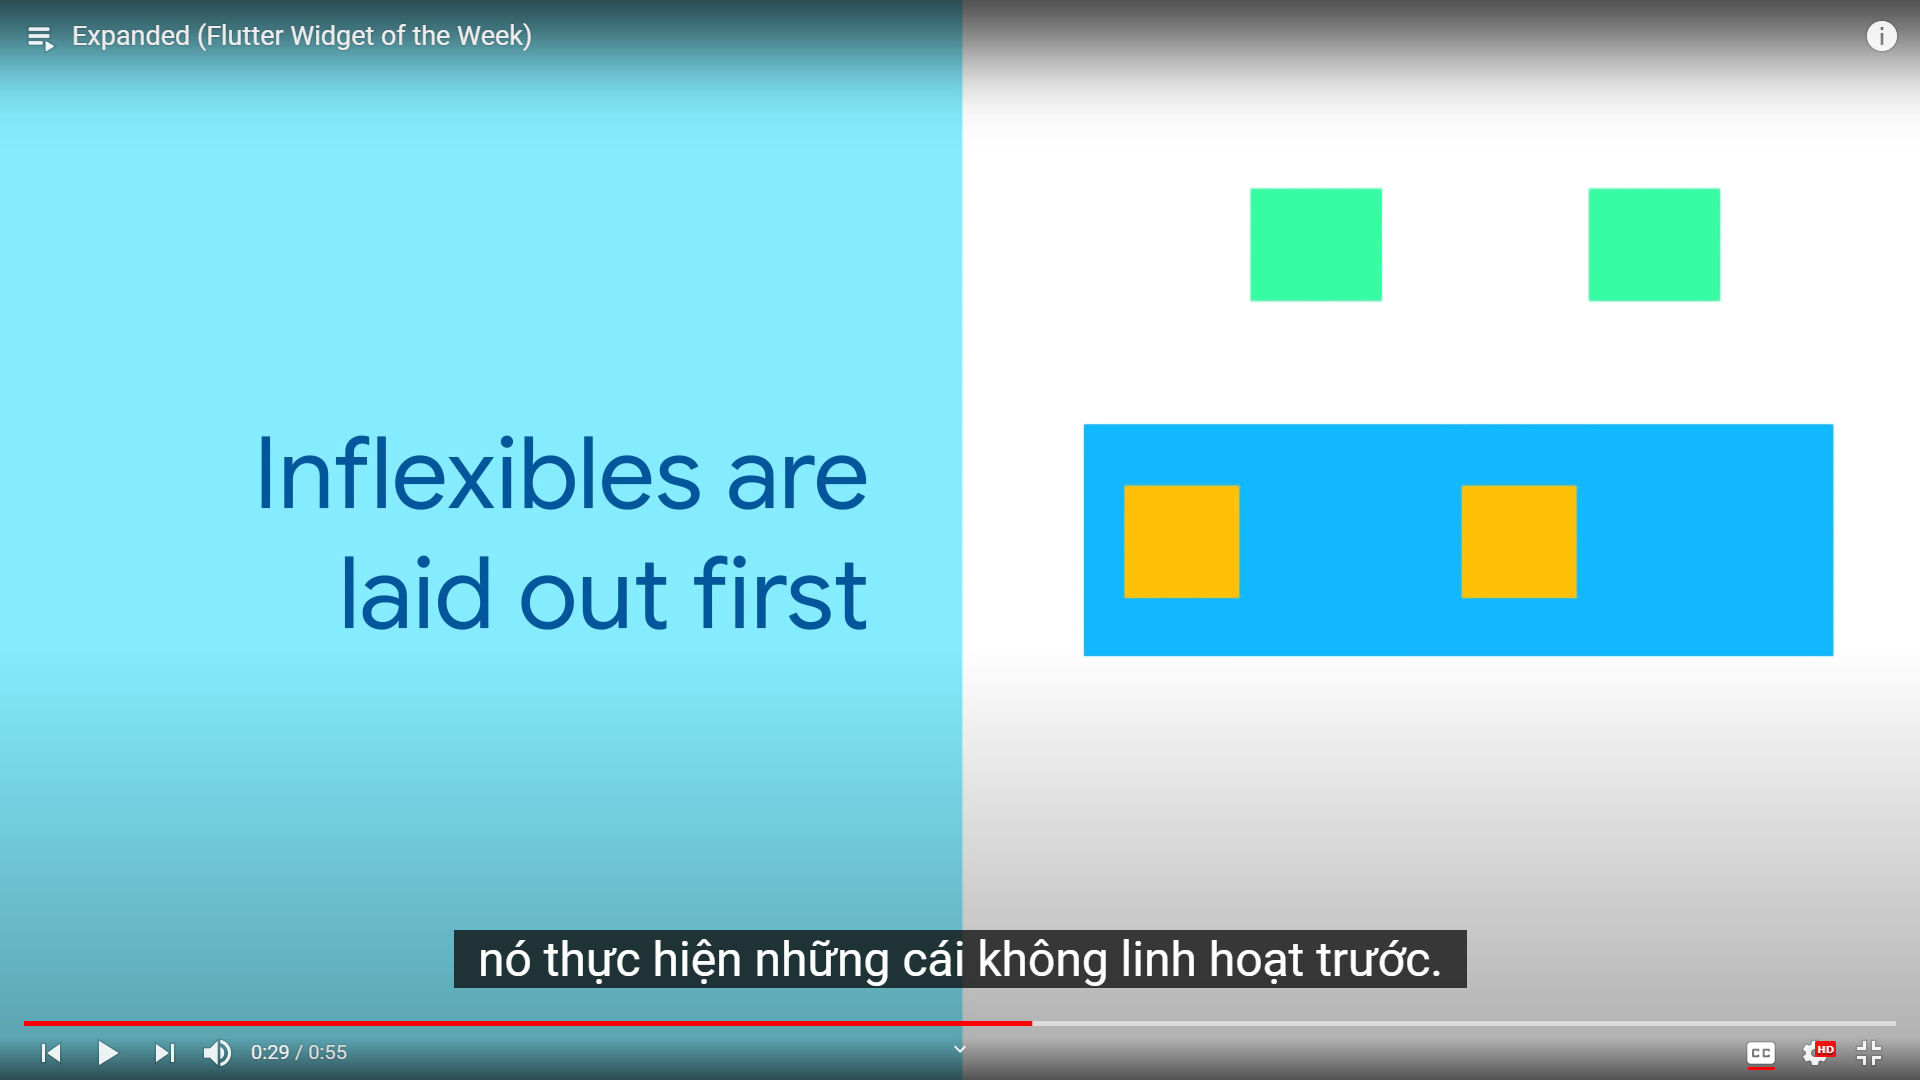 Expanded (Flutter Widget of the Week)
Inflexibles are
laid out first
nó thực hiện những cái không linh hoạt trước.
0:29 / 0:55
CC
HD